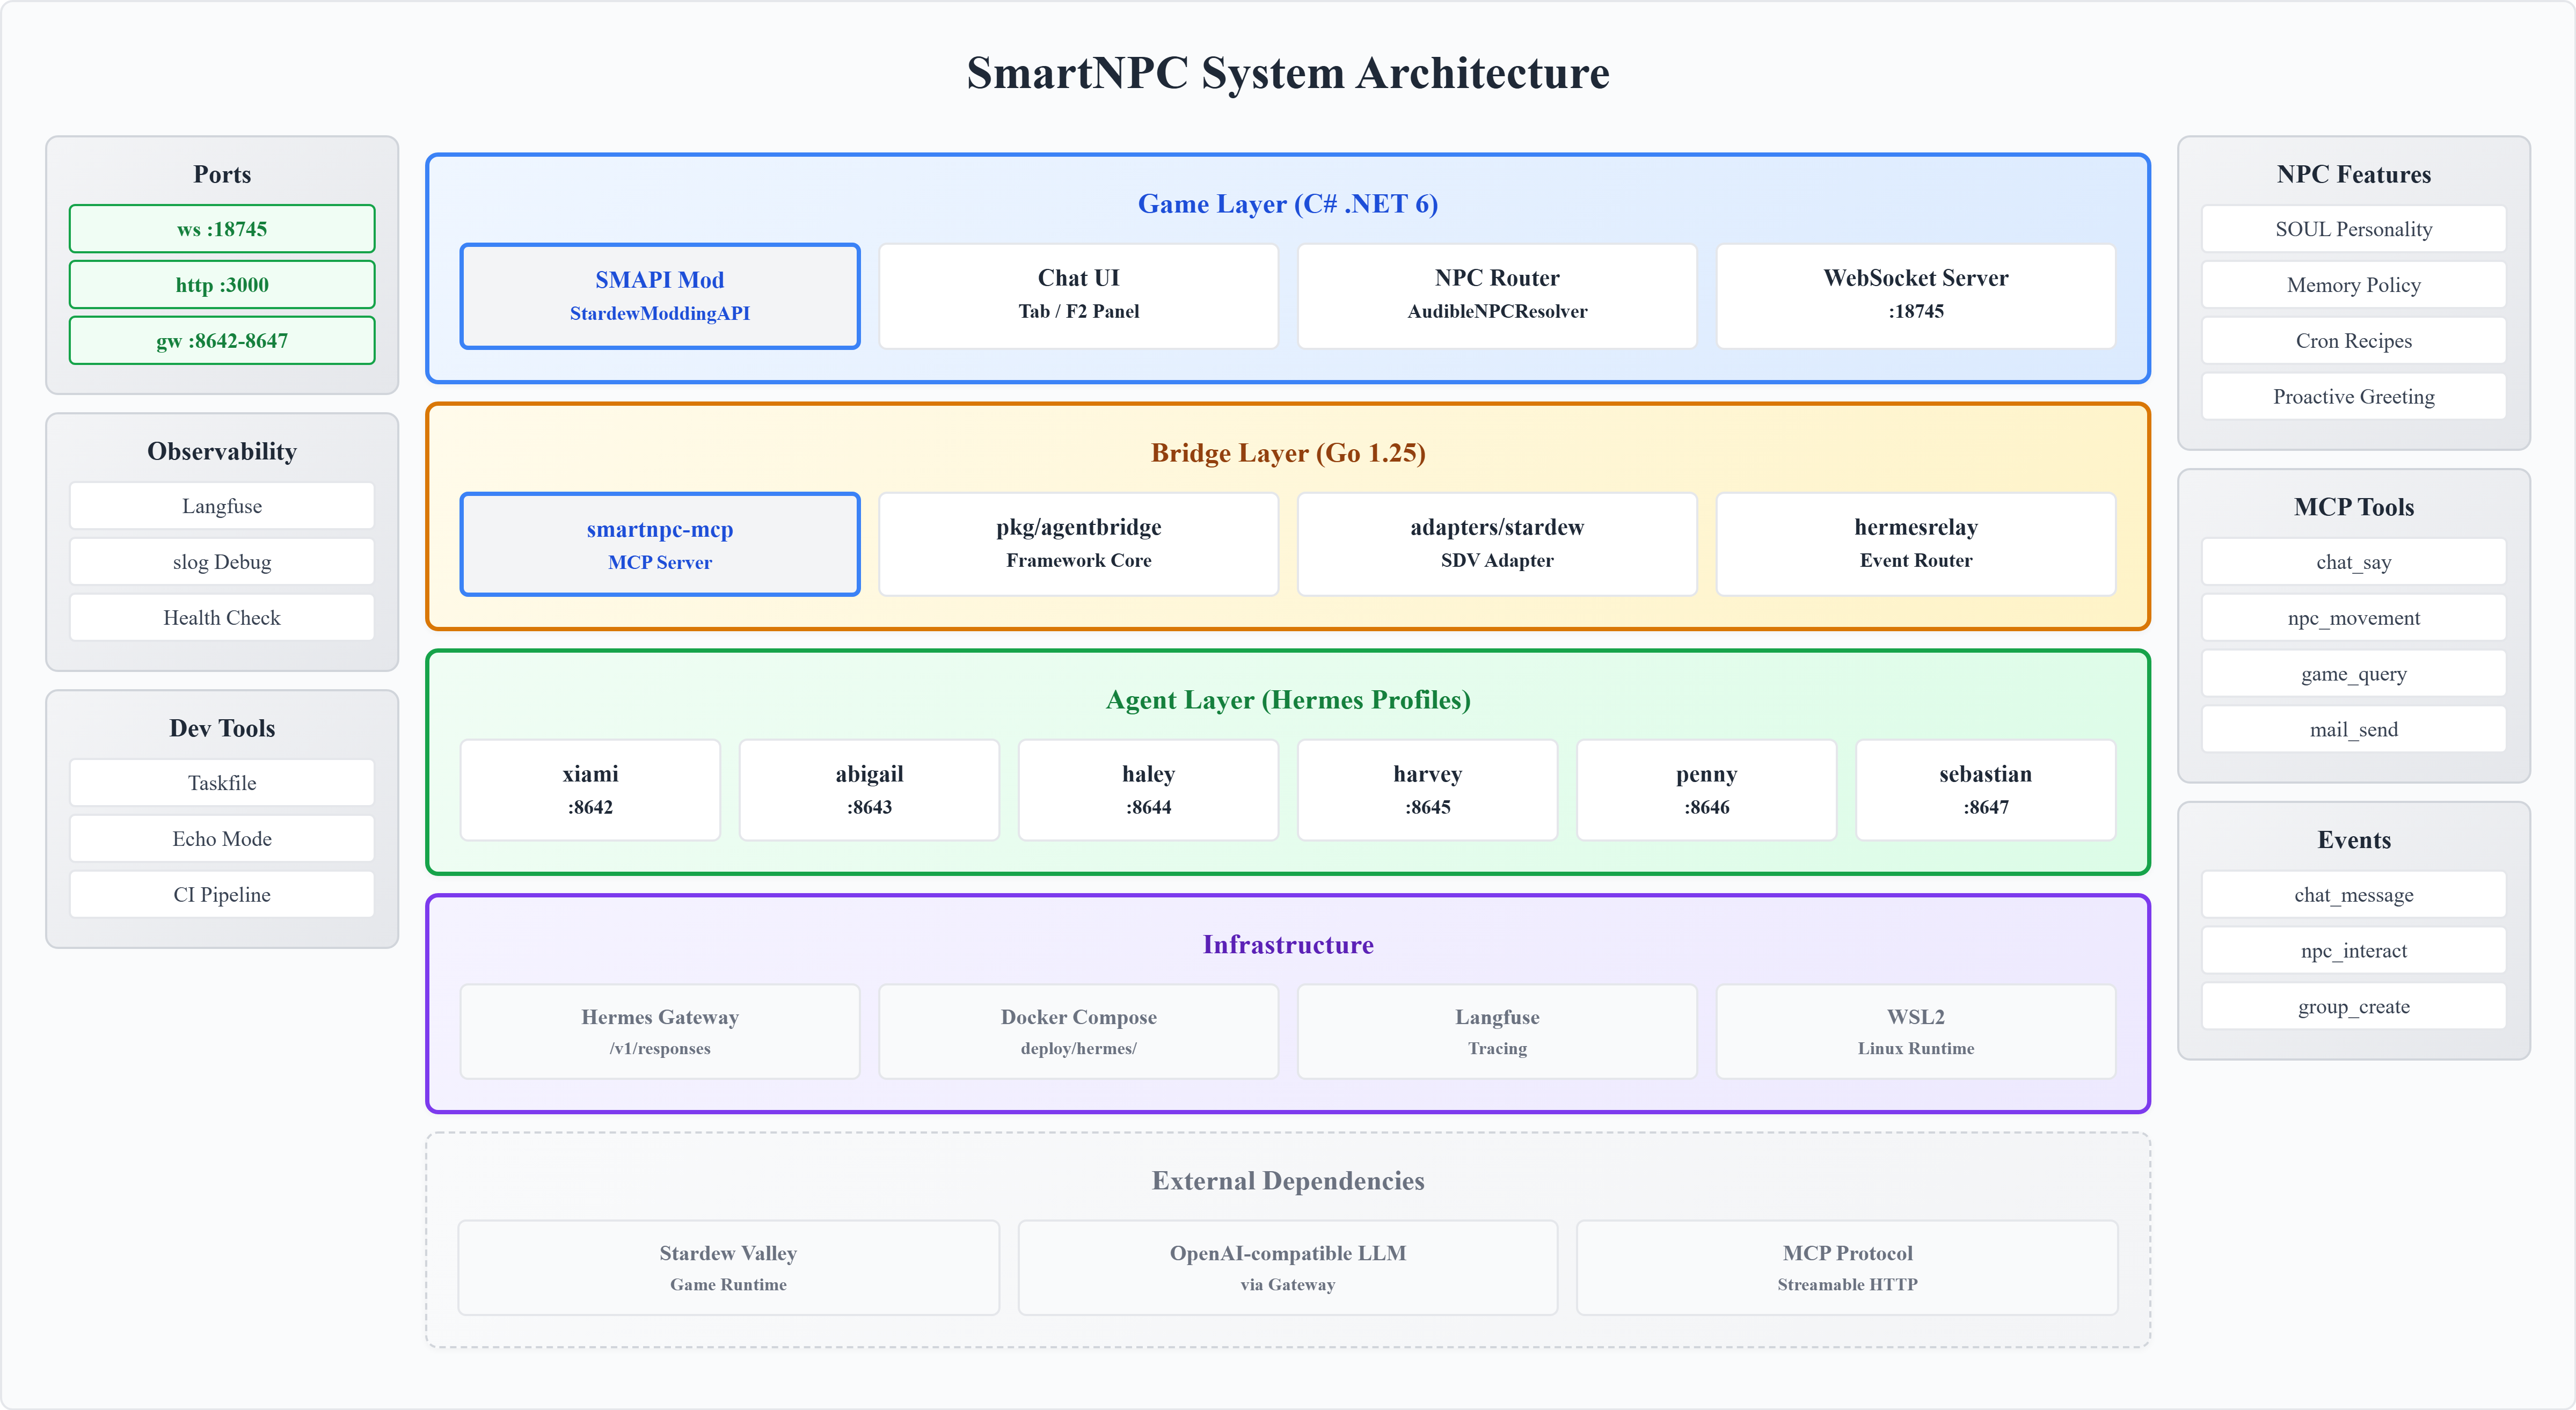 SmartNPC System Architecture
Ports
ws :18745
http :3000
gw :8642-8647
Observability
Langfuse
slog Debug
Health Check
Dev Tools
Taskfile
Echo Mode
CI Pipeline
Game Layer (C# .NET 6)
SMAPI Mod
StardewModdingAPI
Chat UI
Tab / F2 Panel
NPC Router
AudibleNPCResolver
WebSocket Server
:18745
Bridge Layer (Go 1.25)
smartnpc-mcp
MCP Server
pkg/agentbridge
Framework Core
adapters/stardew
SDV Adapter
hermesrelay
Event Router
Agent Layer (Hermes Profiles)
xiami
:8642
abigail
:8643
haley
:8644
harvey
:8645
penny
:8646
sebastian
:8647
Infrastructure
Hermes Gateway
/v1/responses
Docker Compose
deploy/hermes/
Langfuse
Tracing
WSL2
Linux Runtime
External Dependencies
Stardew Valley
Game Runtime
OpenAI-compatible LLM
via Gateway
MCP Protocol
Streamable HTTP
NPC Features
SOUL Personality
Memory Policy
Cron Recipes
Proactive Greeting
MCP Tools
chat_say
npc_movement
game_query
mail_send
Events
chat_message
npc_interact
group_create